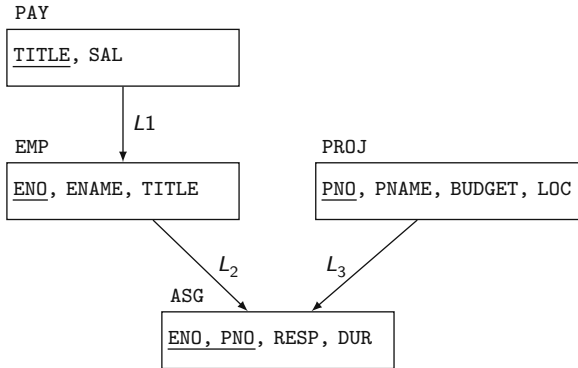 PAY
TITLE, SAL
L1
EMP
PROJ
ENO, ENAME, TITLE
PNO, PNAME, BUDGET, LOC
L2
L3
ASG
ENO, PNO, RESP, DUR